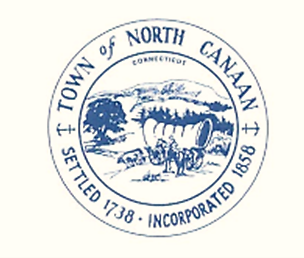 TOWN of NORTH CANAAN
CONNECTICUT
SETTLED 1738 · INCORPORATED 1858